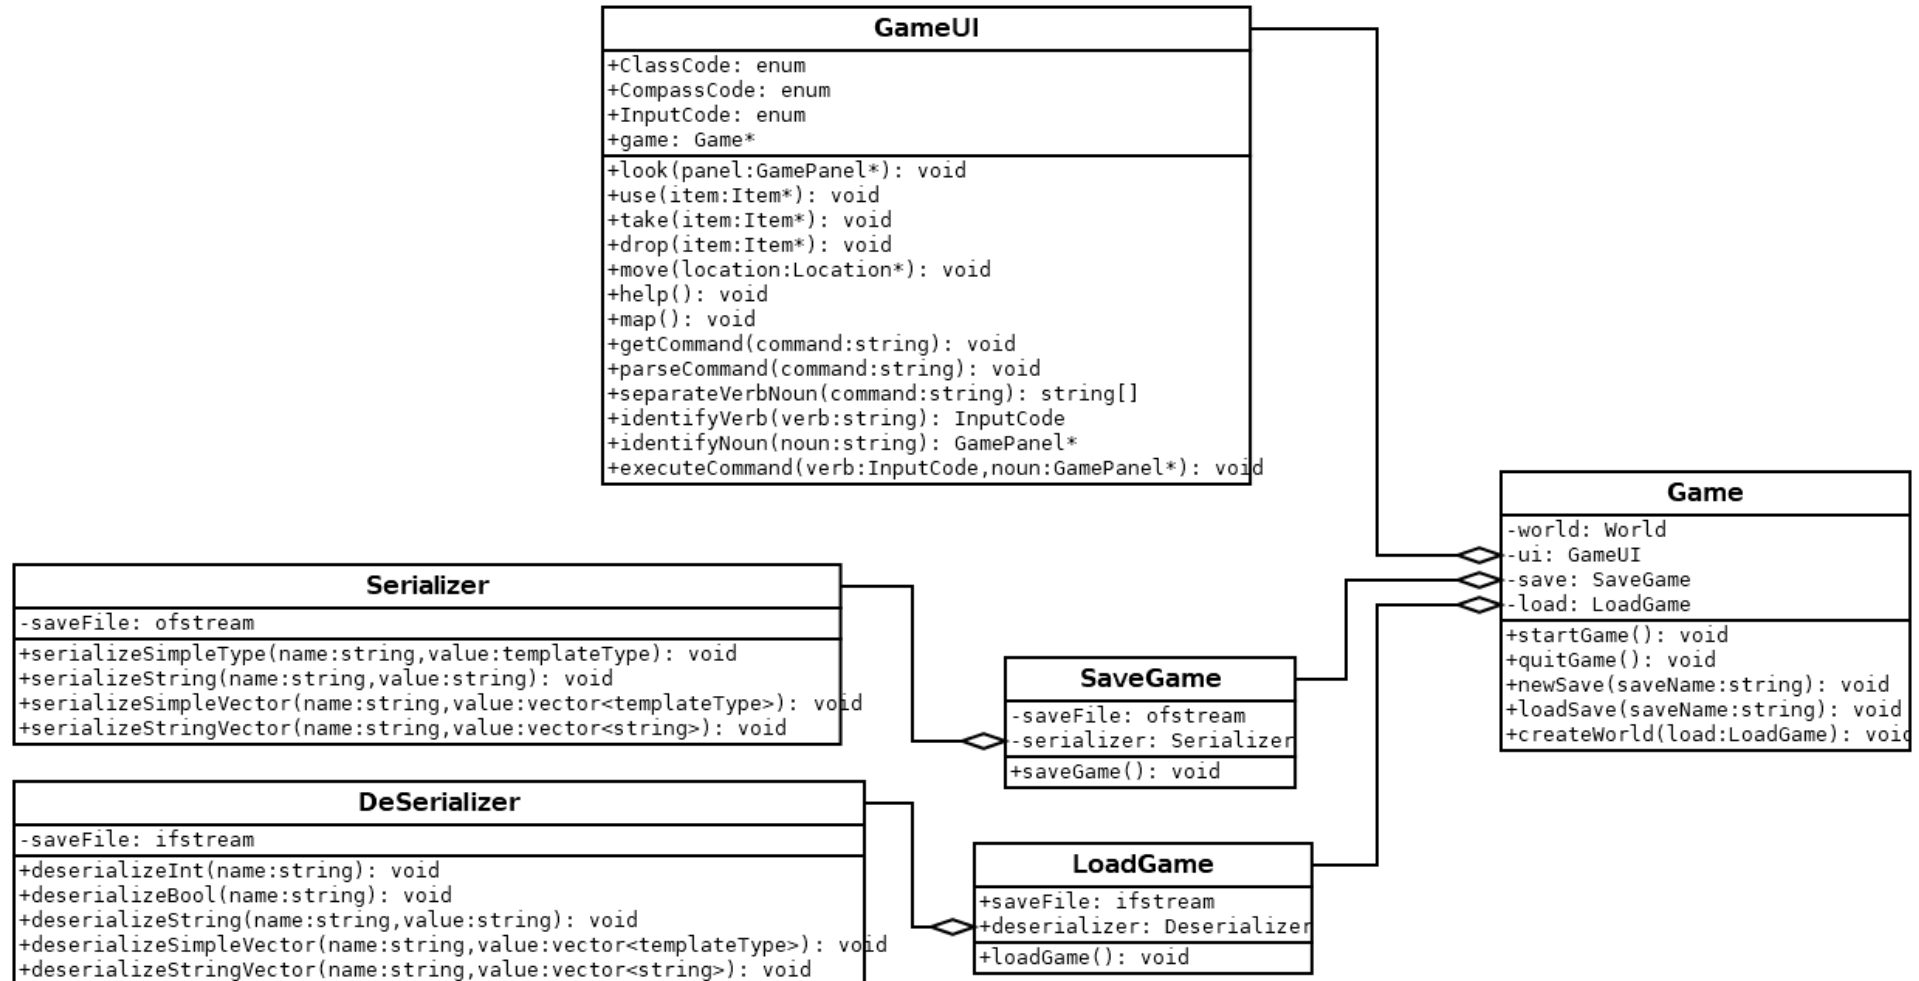 GameUI
+ClassCode: enum
+CompassCode: enum
+InputCode: enum
+game: Game*
+look(panel:GamePanel*): void
+use(item:Item*): void
+take(item:Item*): void
+drop(item:Item*): void
+move(location:Location*): void
+help(): void
+map(): void
+getCommand(command:string): void
+parseCommand(command:string): void
+separateVerbNoun(command:string): string[]
+identifyVerb(verb:string): InputCode
+identifyNoun(noun:string): GamePanel*
+executeCommand(verb:InputCode,noun:GamePanel*): void
Game
-world: World
-ui: GameUI
-save: SaveGame
-load: LoadGame
+startGame(): void
+quitGame(): void
+newSave(saveName:string): void
+loadSave(saveName:string): void
+createWorld(load:LoadGame): void
Serializer
-saveFile: ofstream
+serializeSimpleType(name:string,value:templateType): void
+serializeString(name:string,value:string): void
+serializeSimpleVector(name:string,value:vector<templateType>): void
+serializeStringVector(name:string,value:vector<string>): void
SaveGame
-saveFile: ofstream
-serializer: Serializer
+saveGame(): void
DeSerializer
-saveFile: ifstream
+deserializeInt(name:string): void
+deserializeBool(name:string): void
+deserializeString(name:string,value:string): void
+deserializeSimpleVector(name:string,value:vector<templateType>): void
+deserializeStringVector(name:string,value:vector<string>): void
LoadGame
+saveFile: ifstream
+deserializer: Deserializer
+loadGame(): void